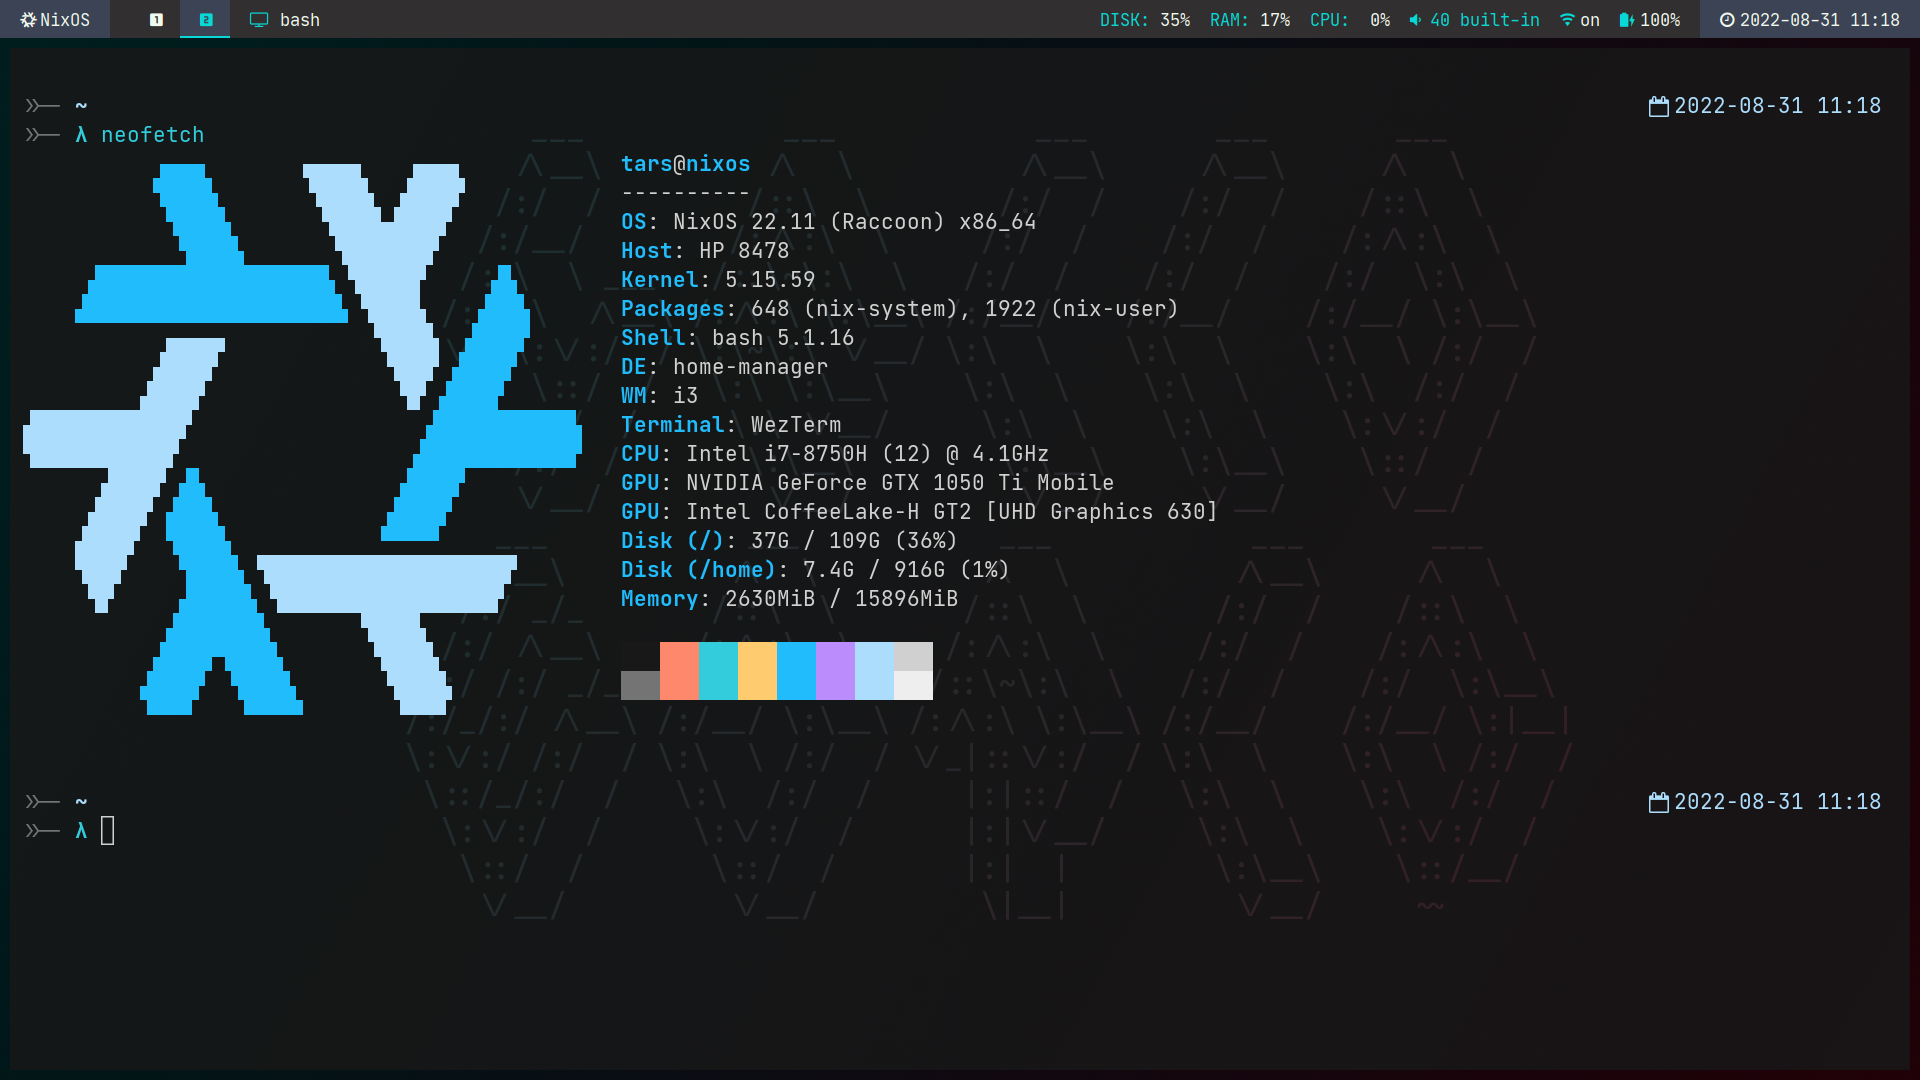 NixOS 1 2 bash DISK: 35% RAM: 17% CPU: 0% 40 built-in on 100% 2022-08-31 11:18
~ 2022-08-31 11:18
λ neofetch
tars@nixos
----------
OS: NixOS 22.11 (Raccoon) x86_64
Host: HP 8478
Kernel: 5.15.59
Packages: 648 (nix-system), 1922 (nix-user)
Shell: bash 5.1.16
DE: home-manager
WM: i3
Terminal: WezTerm
CPU: Intel i7-8750H (12) @ 4.1GHz
GPU: NVIDIA GeForce GTX 1050 Ti Mobile
GPU: Intel CoffeeLake-H GT2 [UHD Graphics 630]
Disk (/): 37G / 109G (36%)
Disk (/home): 7.4G / 916G (1%)
Memory: 2630MiB / 15896MiB
~ 2022-08-31 11:18
λ